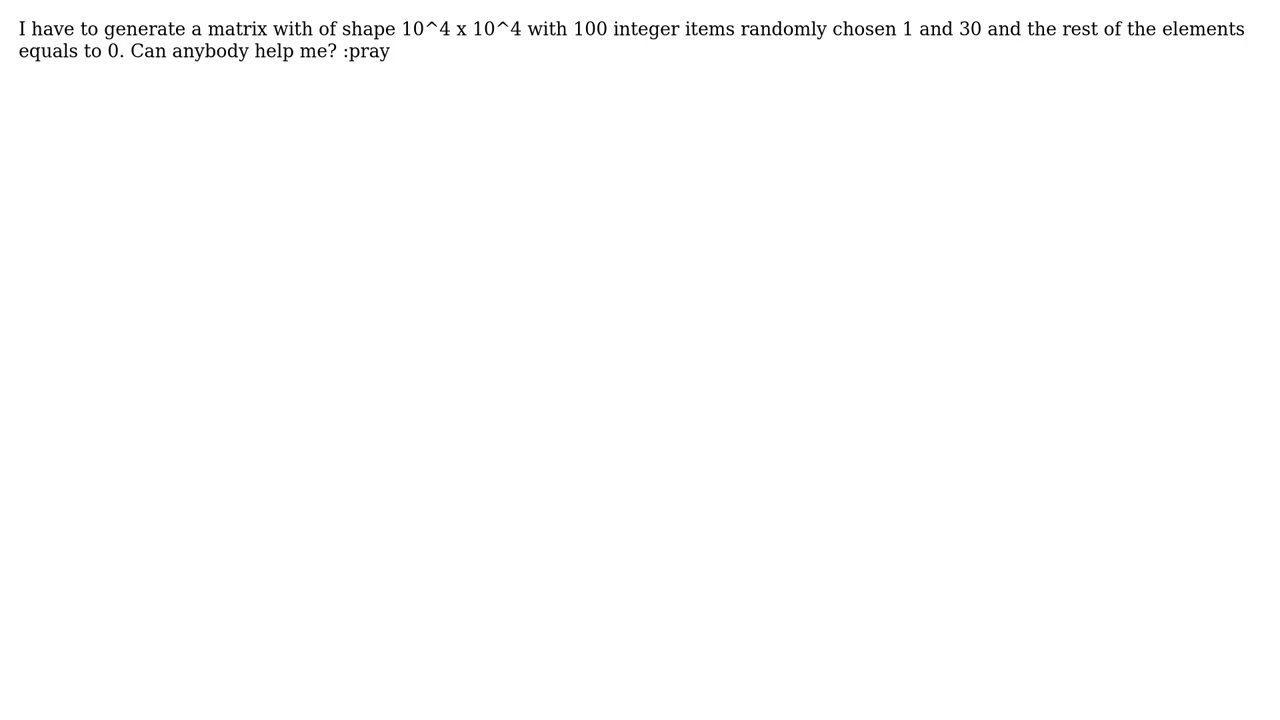 I have to generate a matrix with of shape 10^4 x 10^4 with 100 integer items randomly chosen 1 and 30 and the rest of the elements
equals to 0. Can anybody help me? :pray